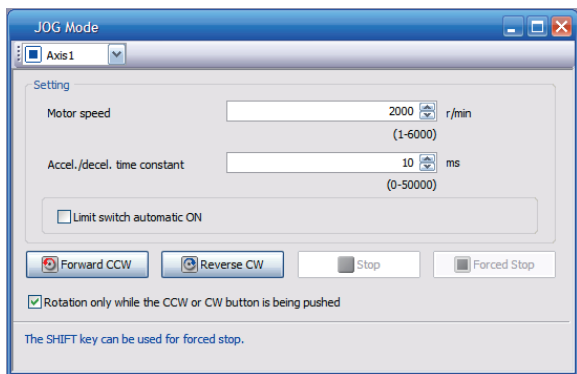 JOG Mode
Axis1
Setting
Motor speed 2000 r/min
(1-6000)
Accel./decel. time constant 10 ms
(0-50000)
Limit switch automatic ON
Forward CCW Reverse CW Stop Forced Stop
Rotation only while the CCW or CW button is being pushed
The SHIFT key can be used for forced stop.